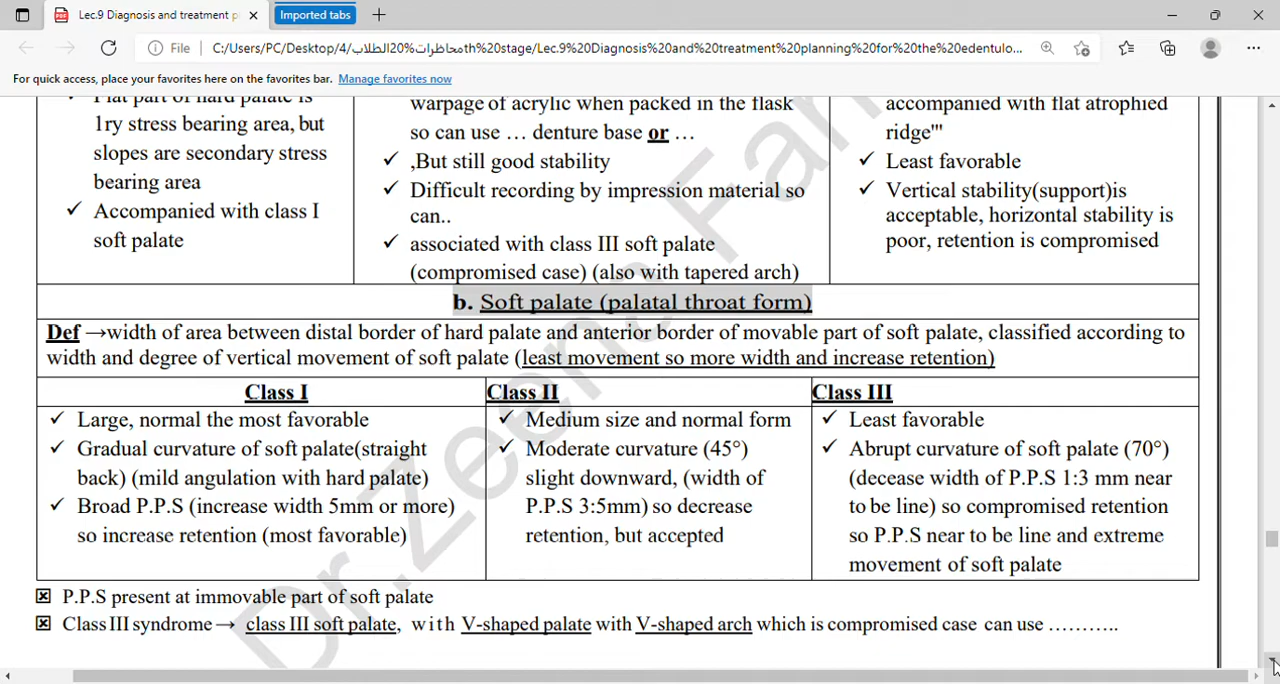 Lec.9 Diagnosis and treatment p
Imported tabs
File
C:/Users/PC/Desktop/4/محاظرات%20الطلاب/th%20stage/Lec.9%20Diagnosis%20and%20treatment%20planning%20for%20the%20edentulo...
For quick access, place your favorites here on the favorites bar. Manage favorites now
Flat part of hard palate is
1ry stress bearing area, but
slopes are secondary stress
bearing area
✓ Accompanied with class I
soft palate
warpage of acrylic when packed in the flask
so can use … denture base or …
✓ ,But still good stability
✓ Difficult recording by impression material so
can..
✓ associated with class III soft palate
(compromised case) (also with tapered arch)
accompanied with flat atrophied
ridge'"
✓ Least favorable
✓ Vertical stability(support)is
acceptable, horizontal stability is
poor, retention is compromised
b. Soft palate (palatal throat form)
Def →width of area between distal border of hard palate and anterior border of movable part of soft palate, classified according to
width and degree of vertical movement of soft palate (least movement so more width and increase retention)
Class I
✓ Large, normal the most favorable
✓ Gradual curvature of soft palate(straight
back) (mild angulation with hard palate)
✓ Broad P.P.S (increase width 5mm or more)
so increase retention (most favorable)
Class II
✓ Medium size and normal form
✓ Moderate curvature (45°)
slight downward, (width of
P.P.S 3:5mm) so decrease
retention, but accepted
Class III
✓ Least favorable
✓ Abrupt curvature of soft palate (70°)
(decease width of P.P.S 1:3 mm near
to be line) so compromised retention
so P.P.S near to be line and extreme
movement of soft palate
P.P.S present at immovable part of soft palate
Class III syndrome→ class III soft palate, with V-shaped palate with V-shaped arch which is compromised case can use ………..
Dr.Zeena